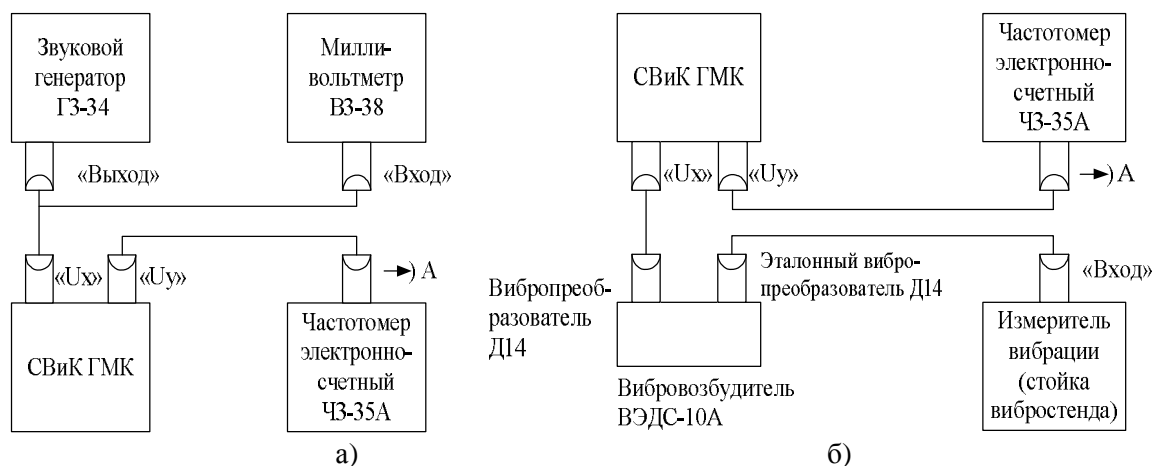 Звуковой
генератор
Г3-34
Милли-
вольтметр
В3-38
«Выход»
«Вход»
«Ux»
«Uy»
А
СВиК ГМК
Частотомер
электронно-
счетный
Ч3-35А
а)
СВиК ГМК
Частотомер
электронно-
счетный
Ч3-35А
«Ux»
«Uy»
А
Вибропреоб-
разователь
Д14
Эталонный вибро-
преобразователь Д14
«Вход»
Вибровозбудитель
ВЭДС-10А
Измеритель
вибрации
(стойка
вибростенда)
б)